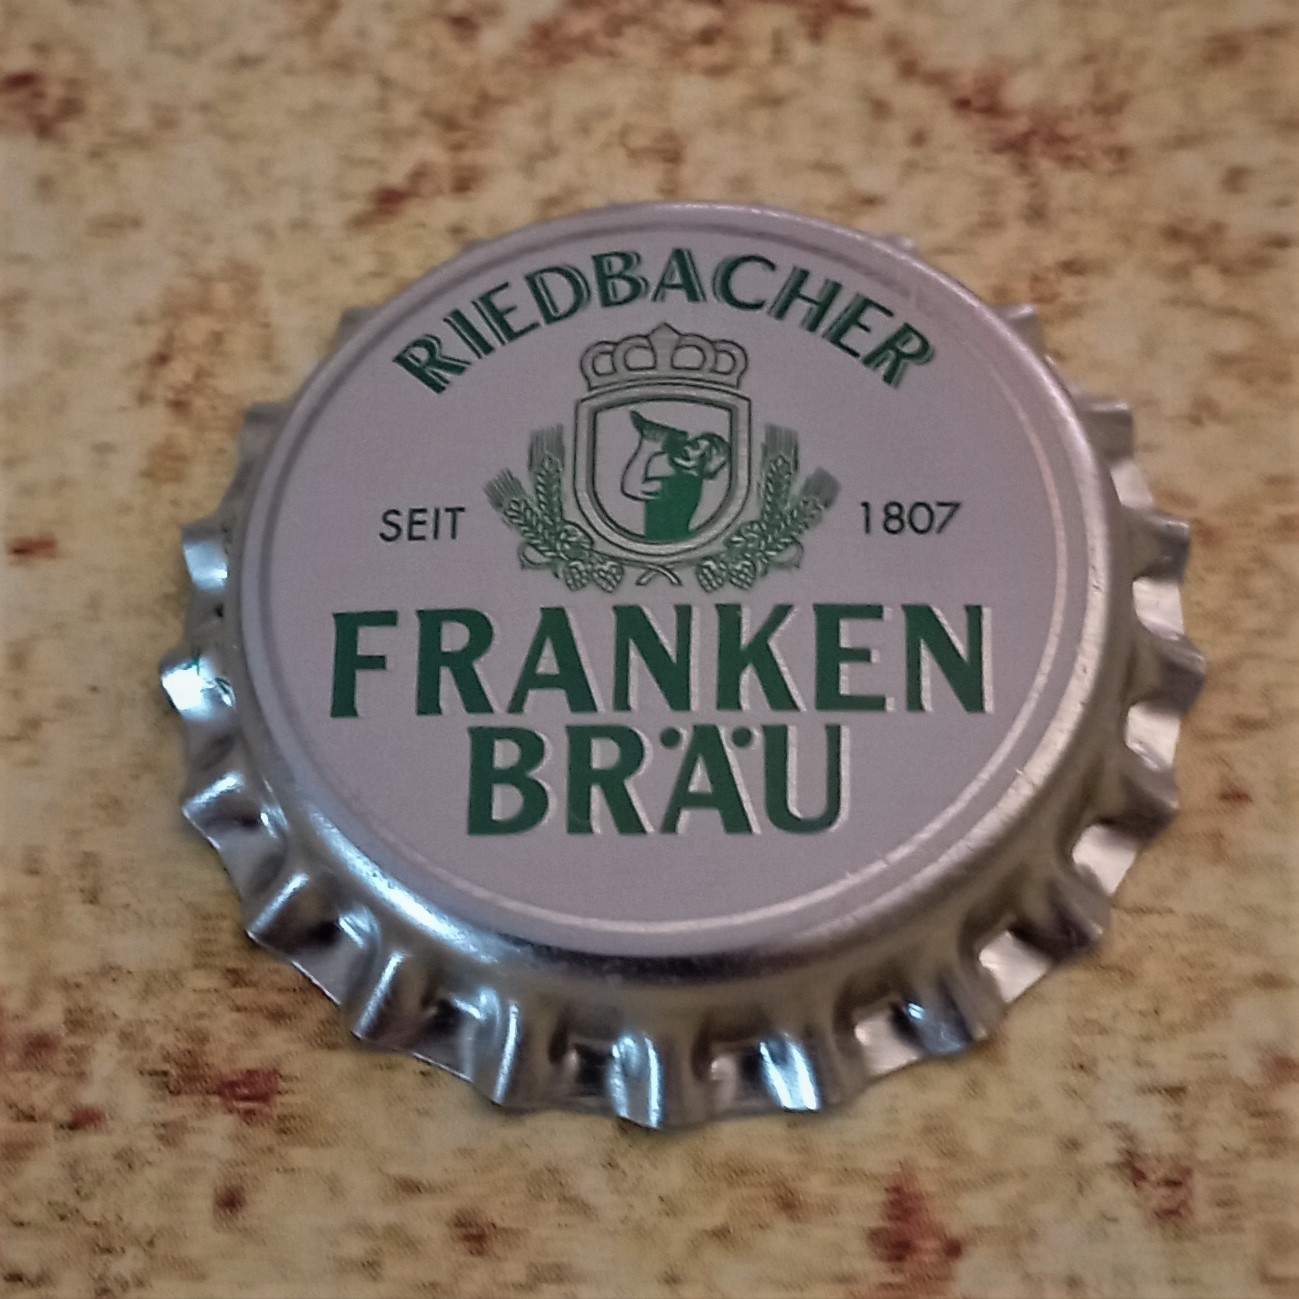 RIEDBACHER
SEIT 1807
FRANKEN
BRÄU